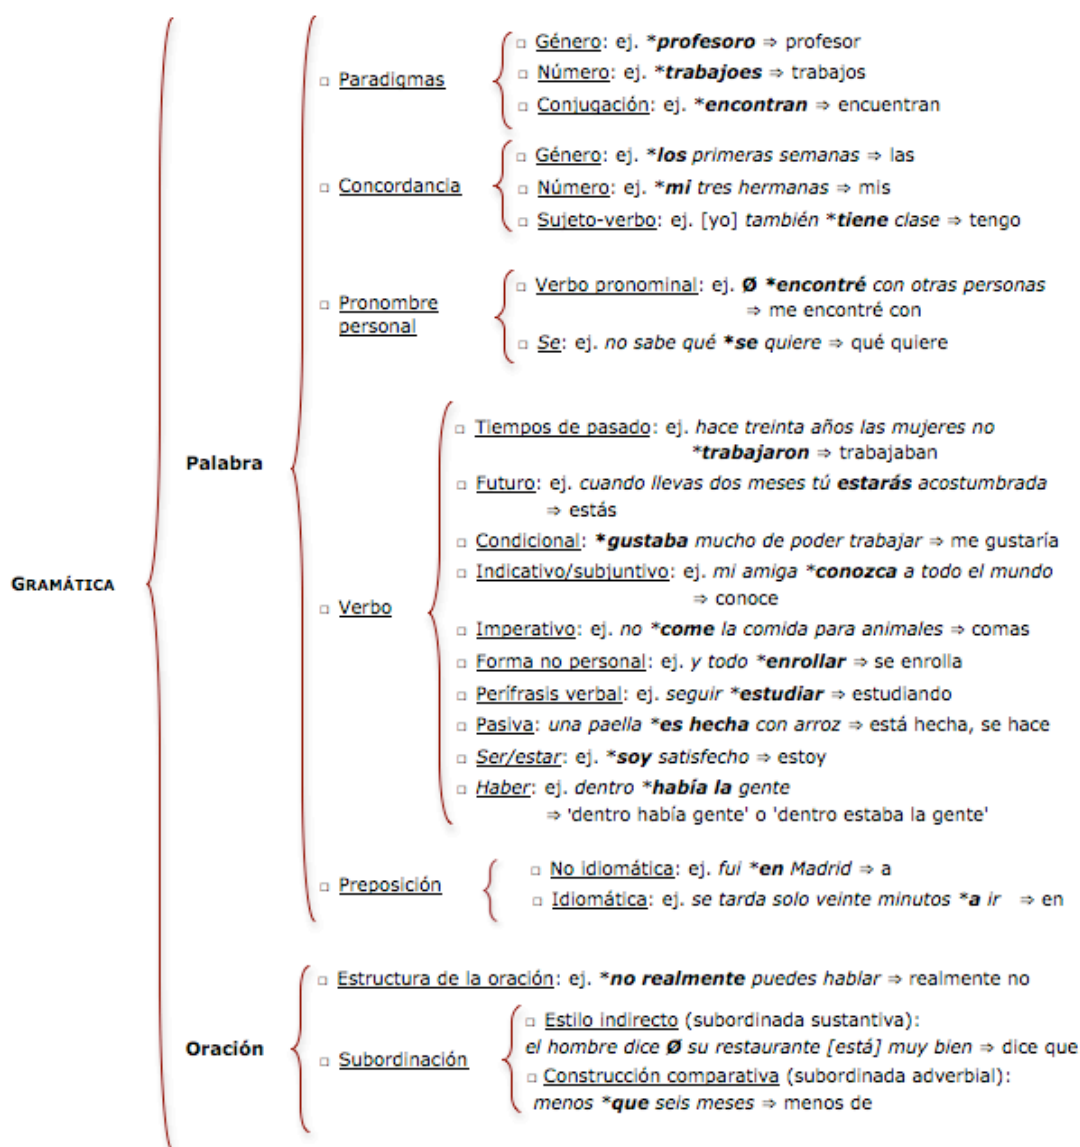 □ Género: ej. *profesoro ⇒ profesor
□ Paradigmas
□ Número: ej. *trabajoes ⇒ trabajos
□ Conjugación: ej. *encontran ⇒ encuentran
□ Género: ej. *los primeras semanas ⇒ las
□ Concordancia
□ Número: ej. *mi tres hermanas ⇒ mis
□ Sujeto-verbo: ej. [yo] también *tiene clase ⇒ tengo
□ Pronombre
personal
□ Verbo pronominal: ej. Ø *encontré con otras personas
⇒ me encontré con
□ Se: ej. no sabe qué *se quiere ⇒ qué quiere
Palabra
□ Tiempos de pasado: ej. hace treinta años las mujeres no
*trabajaron ⇒ trabajaban
□ Futuro: ej. cuando llevas dos meses tú estarás acostumbrada
⇒ estás
□ Condicional: *gustaba mucho de poder trabajar ⇒ me gustaría
GRAMÁTICA
□ Verbo
□ Indicativo/subjuntivo: ej. mi amiga *conozca a todo el mundo
⇒ conoce
□ Imperativo: ej. no *come la comida para animales ⇒ comas
□ Forma no personal: ej. y todo *enrollar ⇒ se enrolla
□ Perífrasis verbal: ej. seguir *estudiar ⇒ estudiando
□ Pasiva: una paella *es hecha con arroz ⇒ está hecha, se hace
□ Ser/estar: ej. *soy satisfecho ⇒ estoy
□ Haber: ej. dentro *había la gente
⇒ 'dentro había gente' o 'dentro estaba la gente'
□ Preposición
□ No idiomática: ej. fui *en Madrid ⇒ a
□ Idiomática: ej. se tarda solo veinte minutos *a ir ⇒ en
Oración
□ Estructura de la oración: ej. *no realmente puedes hablar ⇒ realmente no
□ Subordinación
□ Estilo indirecto (subordinada sustantiva):
el hombre dice Ø su restaurante [está] muy bien ⇒ dice que
□ Construcción comparativa (subordinada adverbial):
menos *que seis meses ⇒ menos de